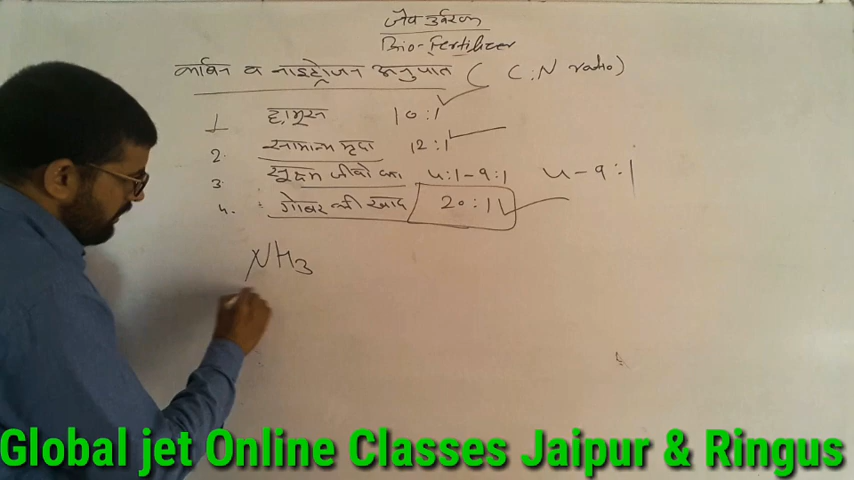 जैव उर्वरक
Bio-Fertilizer
कार्बन व नाइट्रोजन अनुपात ( C:N ratio)
1 ह्यूमस 10:1
2. सामान्य मृदा 12:1
3. सूक्ष्म जीवो का 4:1-9:1 4-9:1
4. गोबर की खाद 20:1
NH3
Global jet Online Classes Jaipur & Ringus